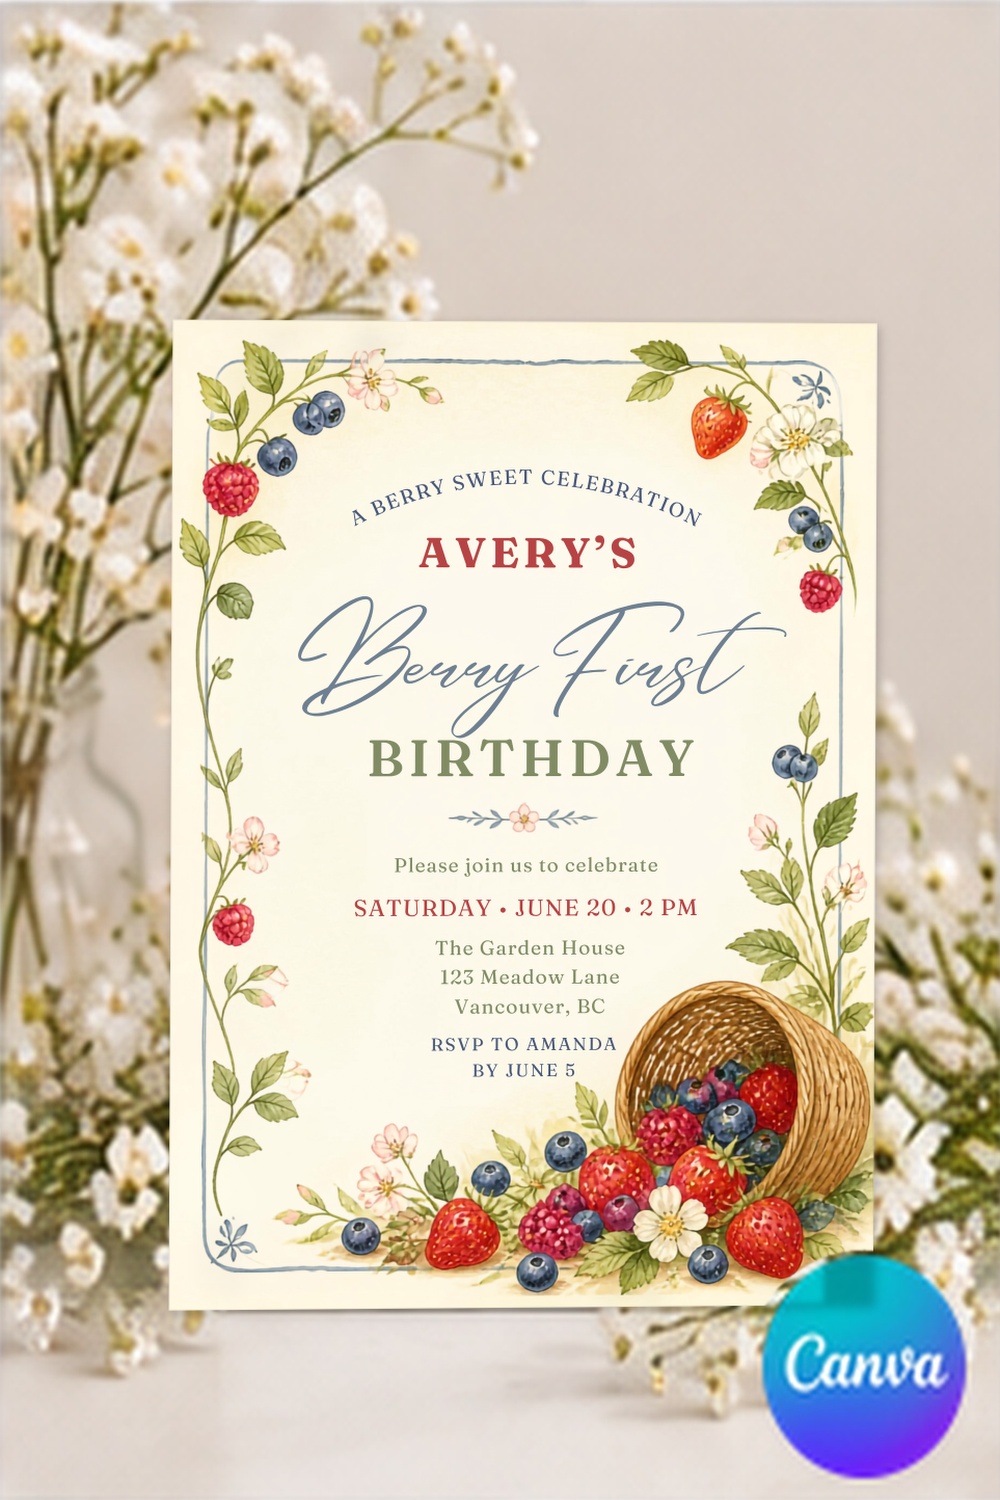 A BERRY SWEET CELEBRATION
AVERY'S
Berry First
BIRTHDAY
Please join us to celebrate
SATURDAY • JUNE 20 • 2 PM
The Garden House
123 Meadow Lane
Vancouver, BC
RSVP TO AMANDA
BY JUNE 5
Canva